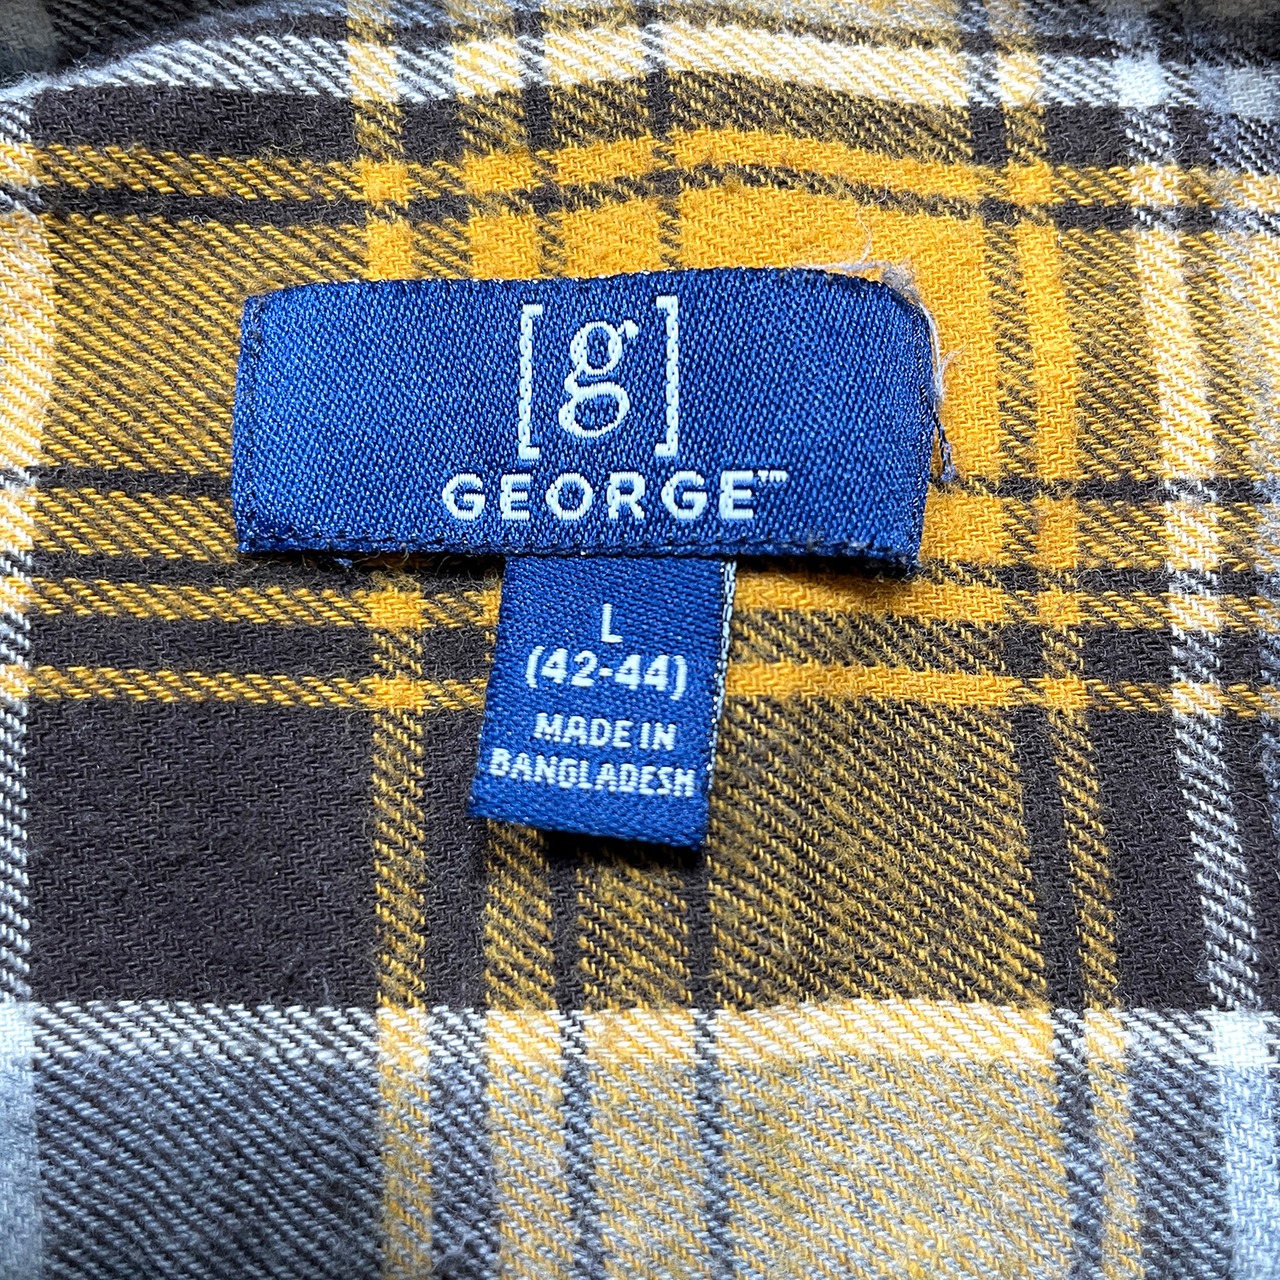 [g]
GEORGE™
L
(42-44)
MADE IN
BANGLADESH